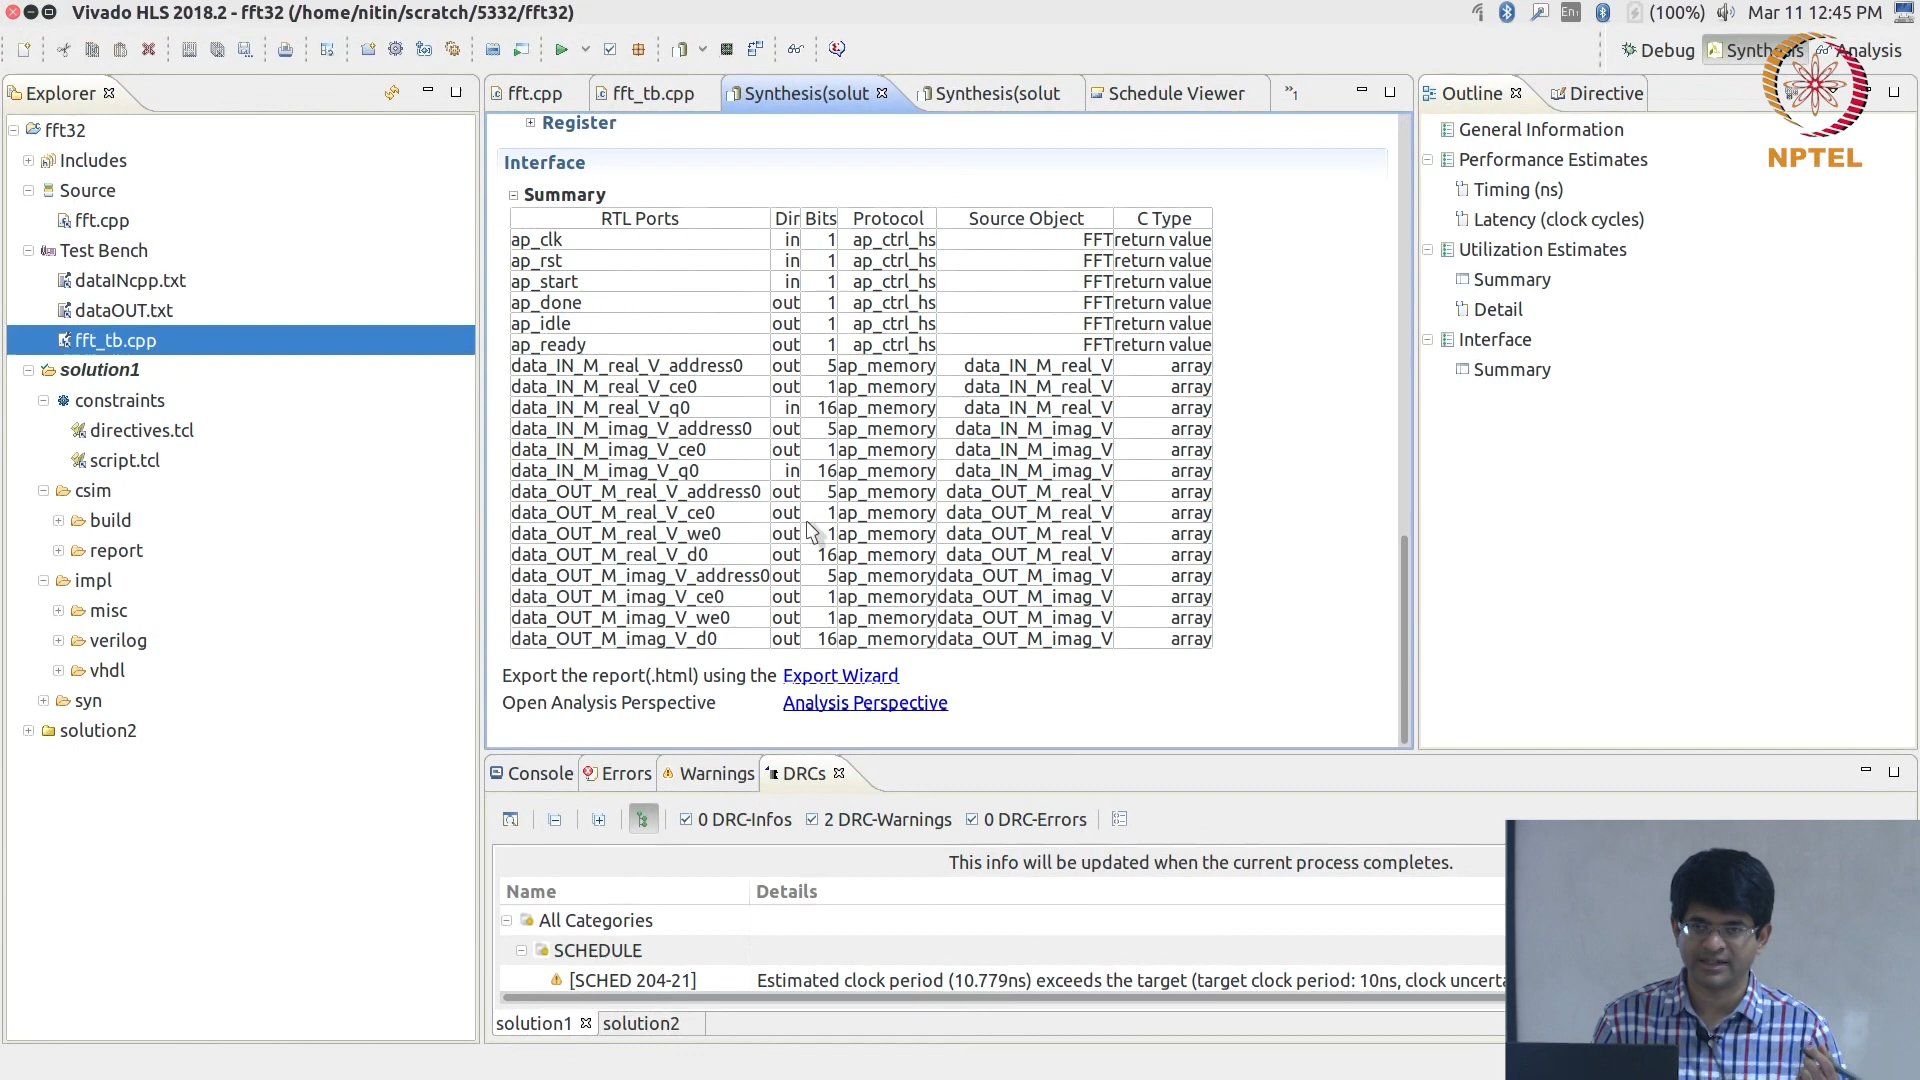 Vivado HLS 2018.2 - fft32 (/home/nitin/scratch/5332/fft32)
En₁ (100%) Mar 11 12:45 PM
Debug Synthesis Analysis
Explorer
fft.cpp fft_tb.cpp Synthesis(solut Synthesis(solut Schedule Viewer »1
Outline Directive
NPTEL
fft32
Includes
Source
fft.cpp
Test Bench
dataINcpp.txt
dataOUT.txt
fft_tb.cpp
solution1
constraints
directives.tcl
script.tcl
csim
build
report
impl
misc
verilog
vhdl
syn
solution2
Register
Interface
Summary
RTL Ports Dir Bits Protocol Source Object C Type
ap_clk in 1 ap_ctrl_hs FFT return value
ap_rst in 1 ap_ctrl_hs FFT return value
ap_start in 1 ap_ctrl_hs FFT return value
ap_done out 1 ap_ctrl_hs FFT return value
ap_idle out 1 ap_ctrl_hs FFT return value
ap_ready out 1 ap_ctrl_hs FFT return value
data_IN_M_real_V_address0 out 5 ap_memory data_IN_M_real_V array
data_IN_M_real_V_ce0 out 1 ap_memory data_IN_M_real_V array
data_IN_M_real_V_q0 in 16 ap_memory data_IN_M_real_V array
data_IN_M_imag_V_address0 out 5 ap_memory data_IN_M_imag_V array
data_IN_M_imag_V_ce0 out 1 ap_memory data_IN_M_imag_V array
data_IN_M_imag_V_q0 in 16 ap_memory data_IN_M_imag_V array
data_OUT_M_real_V_address0 out 5 ap_memory data_OUT_M_real_V array
data_OUT_M_real_V_ce0 out 1 ap_memory data_OUT_M_real_V array
data_OUT_M_real_V_we0 out 1 ap_memory data_OUT_M_real_V array
data_OUT_M_real_V_d0 out 16 ap_memory data_OUT_M_real_V array
data_OUT_M_imag_V_address0 out 5 ap_memory data_OUT_M_imag_V array
data_OUT_M_imag_V_ce0 out 1 ap_memory data_OUT_M_imag_V array
data_OUT_M_imag_V_we0 out 1 ap_memory data_OUT_M_imag_V array
data_OUT_M_imag_V_d0 out 16 ap_memory data_OUT_M_imag_V array
Export the report(.html) using the Export Wizard
Open Analysis Perspective Analysis Perspective
General Information
Performance Estimates
Timing (ns)
Latency (clock cycles)
Utilization Estimates
Summary
Detail
Interface
Summary
Console Errors Warnings DRCs
0 DRC-Infos 2 DRC-Warnings 0 DRC-Errors
This info will be updated when the current process completes.
Name Details
All Categories
SCHEDULE
[SCHED 204-21] Estimated clock period (10.779ns) exceeds the target (target clock period: 10ns, clock uncerta
solution1 solution2